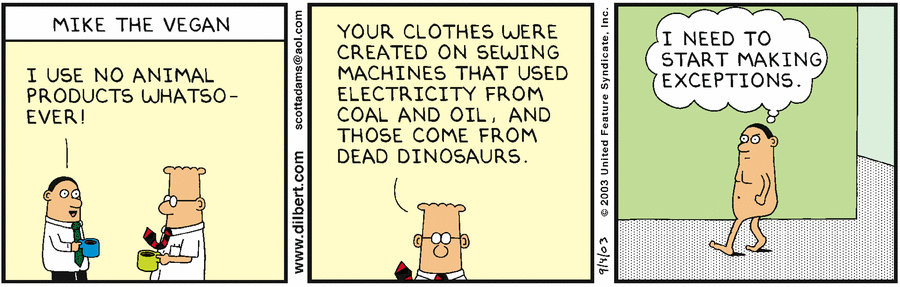 MIKE THE VEGAN
I USE NO ANIMAL
PRODUCTS WHATSO-
EVER!
scottadams@aol.com
www.dilbert.com
YOUR CLOTHES WERE
CREATED ON SEWING
MACHINES THAT USED
ELECTRICITY FROM
COAL AND OIL, AND
THOSE COME FROM
DEAD DINOSAURS.
9/4/03 © 2003 United Feature Syndicate, Inc.
I NEED TO
START MAKING
EXCEPTIONS.